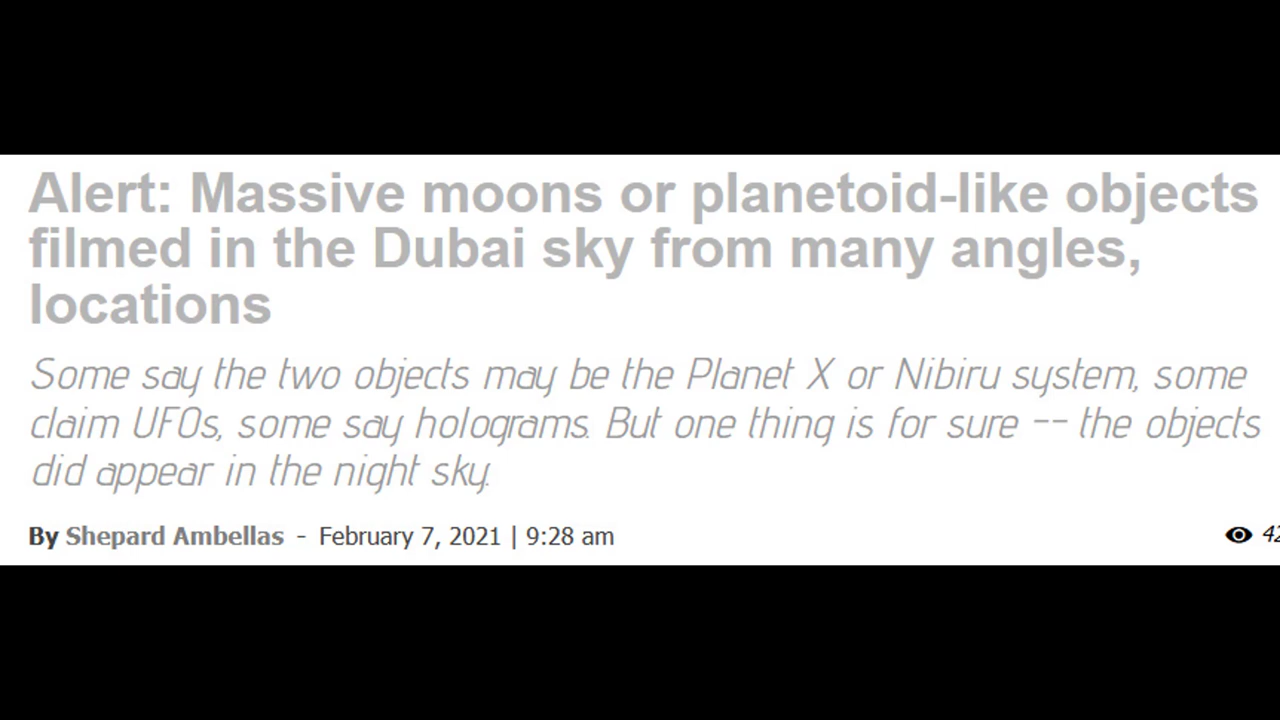 Alert: Massive moons or planetoid-like objects
filmed in the Dubai sky from many angles,
locations
Some say the two objects may be the Planet X or Nibiru system, some
claim UFOs, some say holograms. But one thing is for sure -- the objects
did appear in the night sky.
By Shepard Ambellas - February 7, 2021 | 9:28 am